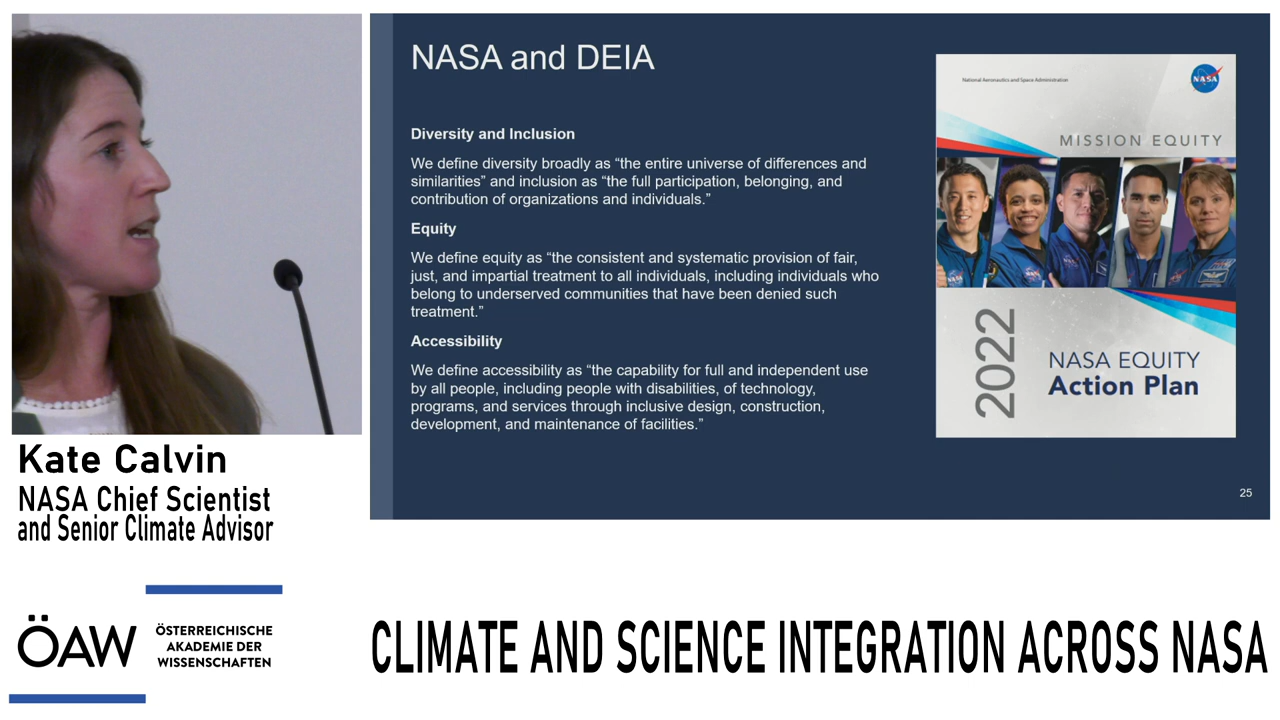 NASA and DEIA
Diversity and Inclusion
We define diversity broadly as “the entire universe of differences and
similarities” and inclusion as “the full participation, belonging, and
contribution of organizations and individuals.”
Equity
We define equity as “the consistent and systematic provision of fair,
just, and impartial treatment to all individuals, including individuals who
belong to underserved communities that have been denied such
treatment.”
Accessibility
We define accessibility as “the capability for full and independent use
by all people, including people with disabilities, of technology,
programs, and services through inclusive design, construction,
development, and maintenance of facilities.”
National Aeronautics and Space Administration
NASA
MISSION EQUITY
2022
NASA EQUITY
Action Plan
25
Kate Calvin
NASA Chief Scientist
and Senior Climate Advisor
ÖAW
ÖSTERREICHISCHE
AKADEMIE DER
WISSENSCHAFTEN
CLIMATE AND SCIENCE INTEGRATION ACROSS NASA